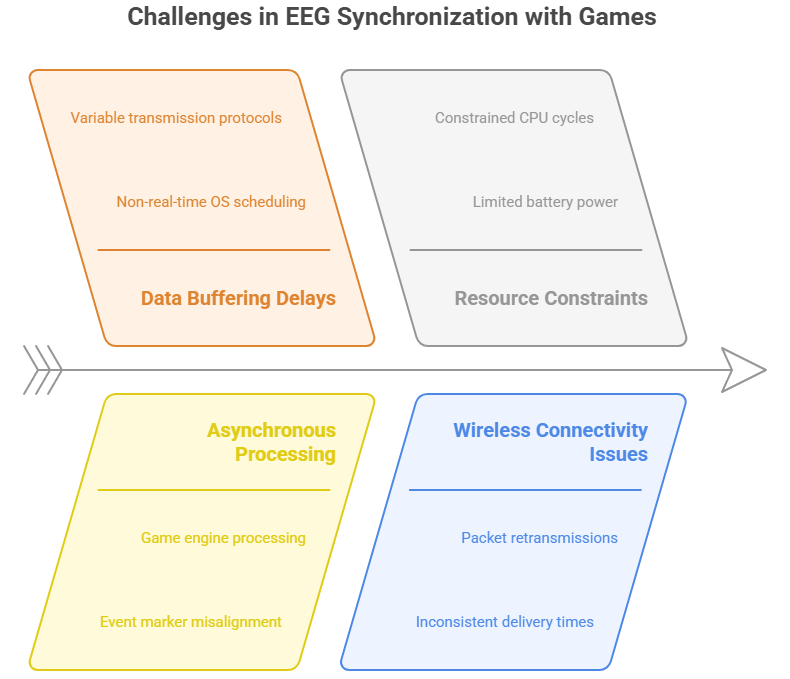 Challenges in EEG Synchronization with Games
Variable transmission protocols
Non-real-time OS scheduling
Data Buffering Delays
Constrained CPU cycles
Limited battery power
Resource Constraints
Asynchronous
Processing
Game engine processing
Event marker misalignment
Wireless Connectivity
Issues
Packet retransmissions
Inconsistent delivery times